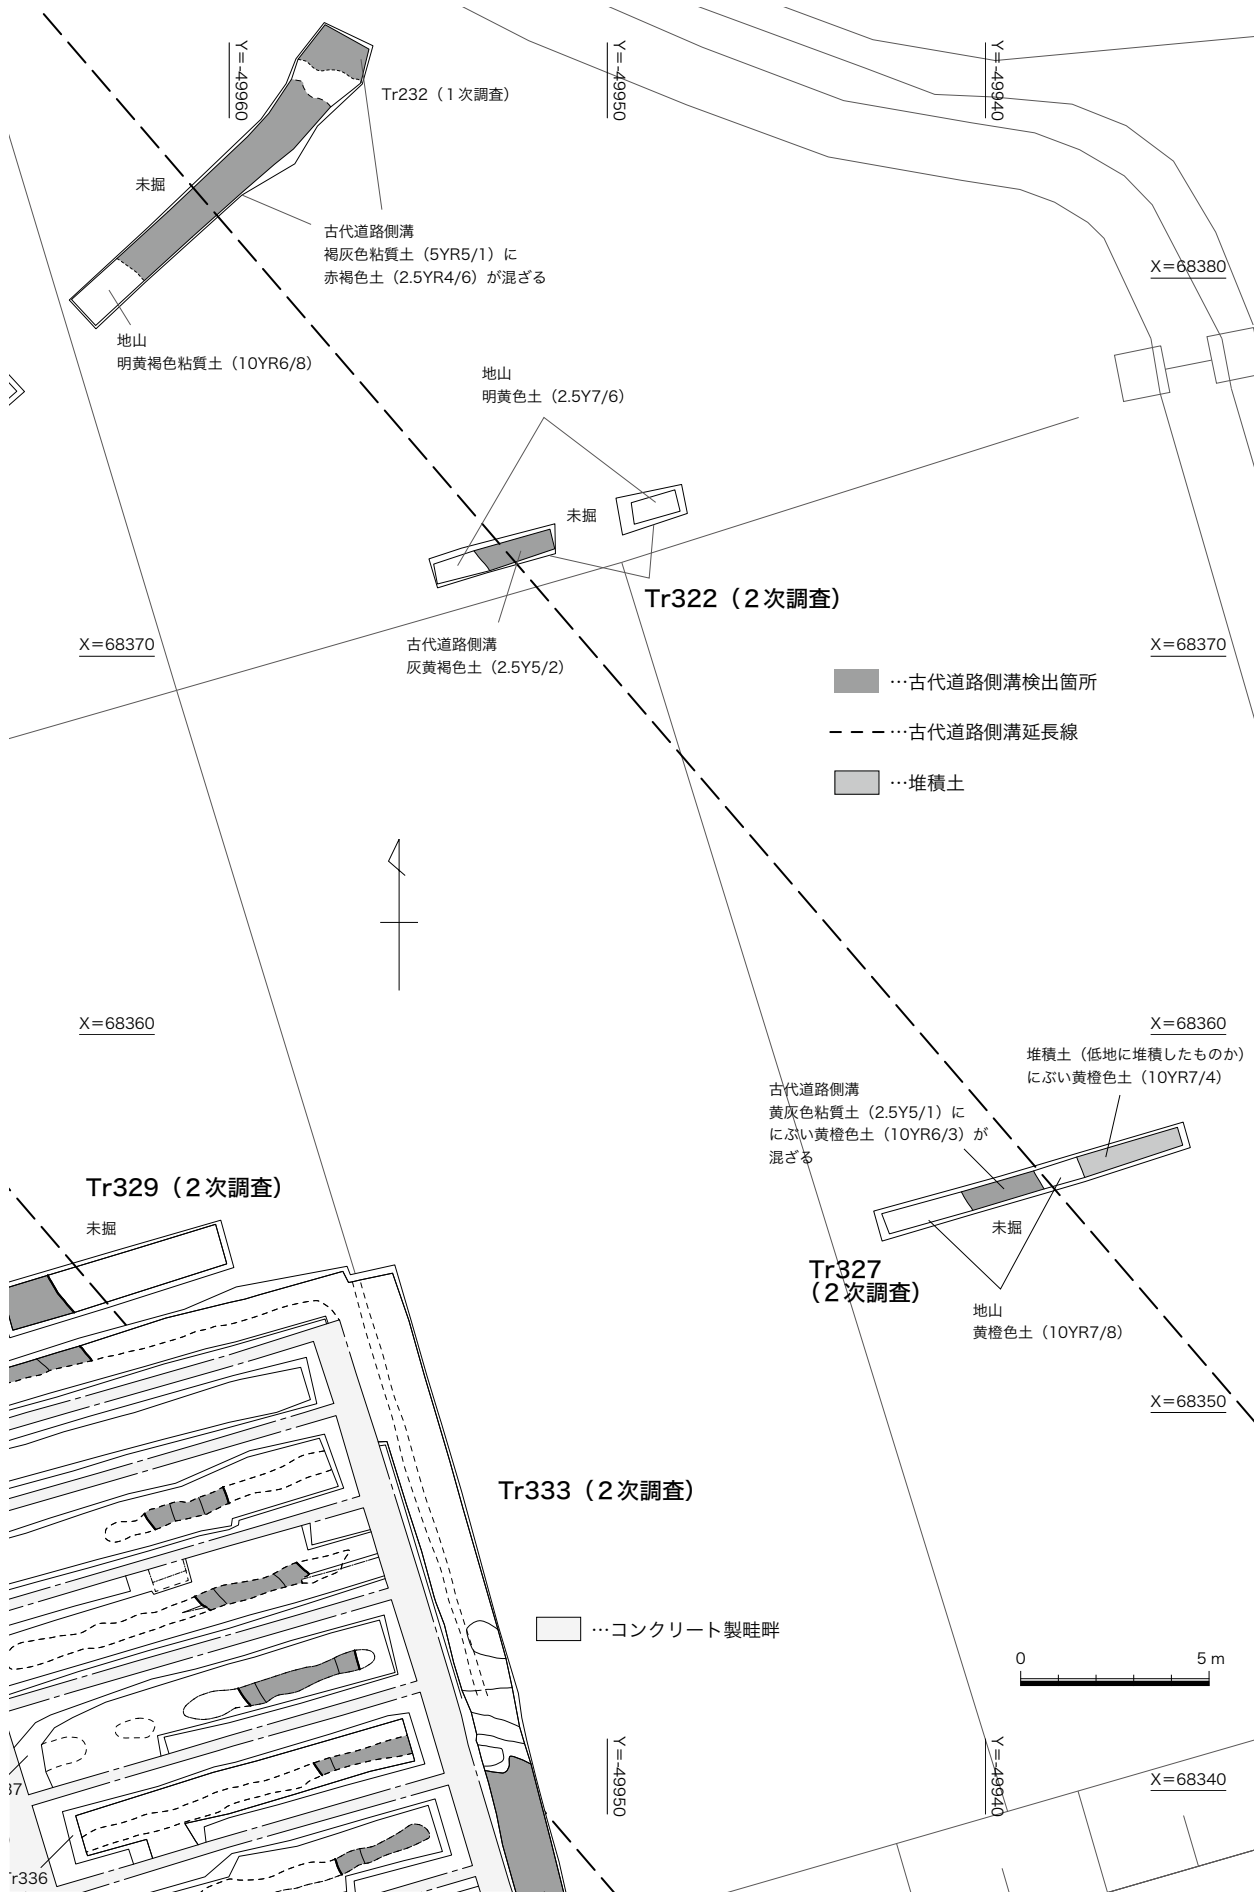 Y=-49960
Y=-49950
Y=-49940
Tr232（1次調査）
未掘
古代道路側溝
褐灰色粘質土（5YR5/1）に
赤褐色土（2.5YR4/6）が混ざる
X=68380
地山
明黄褐色粘質土（10YR6/8）
地山
明黄色土（2.5Y7/6）
未掘
Tr322（2次調査）
X=68370
古代道路側溝
灰黄褐色土（2.5Y5/2）
X=68370
…古代道路側溝検出箇所
…古代道路側溝延長線
…堆積土
X=68360
X=68360
堆積土（低地に堆積したものか）
にぶい黄橙色土（10YR7/4）
古代道路側溝
黄灰色粘質土（2.5Y5/1）に
にぶい黄橙色土（10YR6/3）が
混ざる
Tr329（2次調査）
未掘
未掘
Tr327
（2次調査）
地山
黄橙色土（10YR7/8）
X=68350
Tr333（2次調査）
…コンクリート製畦畔
0 5 m
Y=-49950
Y=-49940
X=68340
37
Tr336